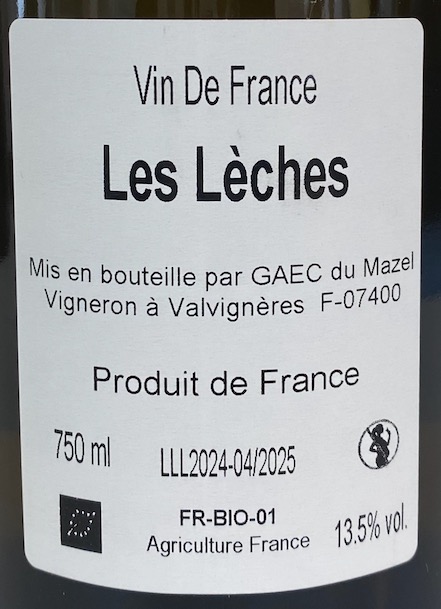 Vin De France
Les Lèches
Mis en bouteille par GAEC du Mazel
Vigneron à Valvignères F-07400
Produit de France
750 ml
LLL2024-04/2025
FR-BIO-01
Agriculture France
13.5% vol.